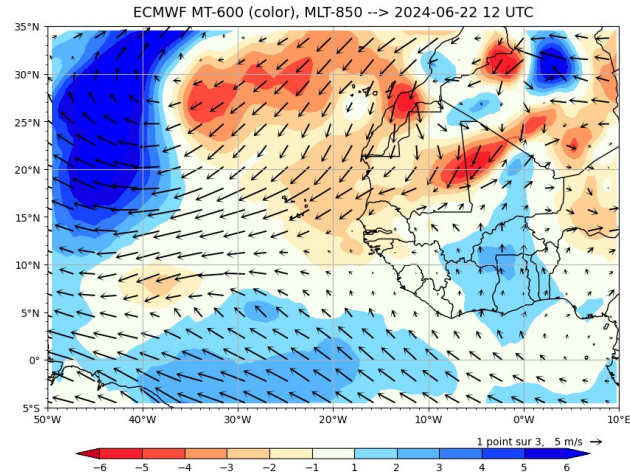 ECMWF MT-600 (color), MLT-850 --> 2024-06-22 12 UTC
35°N
30°N
25°N
20°N
15°N
10°N
5°N
0°
5°S
50°W 40°W 30°W 20°W 10°W 0°W 10°E
1 point sur 3, 5 m/s
−6 −5 −4 −3 −2 −1 1 2 3 4 5 6